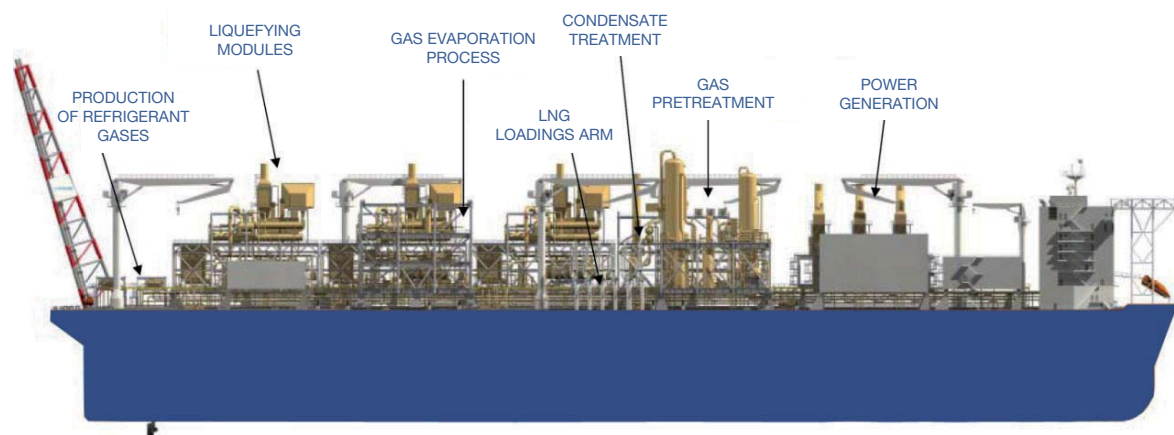 LIQUEFYING
MODULES
GAS EVAPORATION
PROCESS
CONDENSATE
TREATMENT
PRODUCTION
OF REFRIGERANT
GASES
LNG
LOADINGS ARM
GAS
PRETREATMENT
POWER
GENERATION